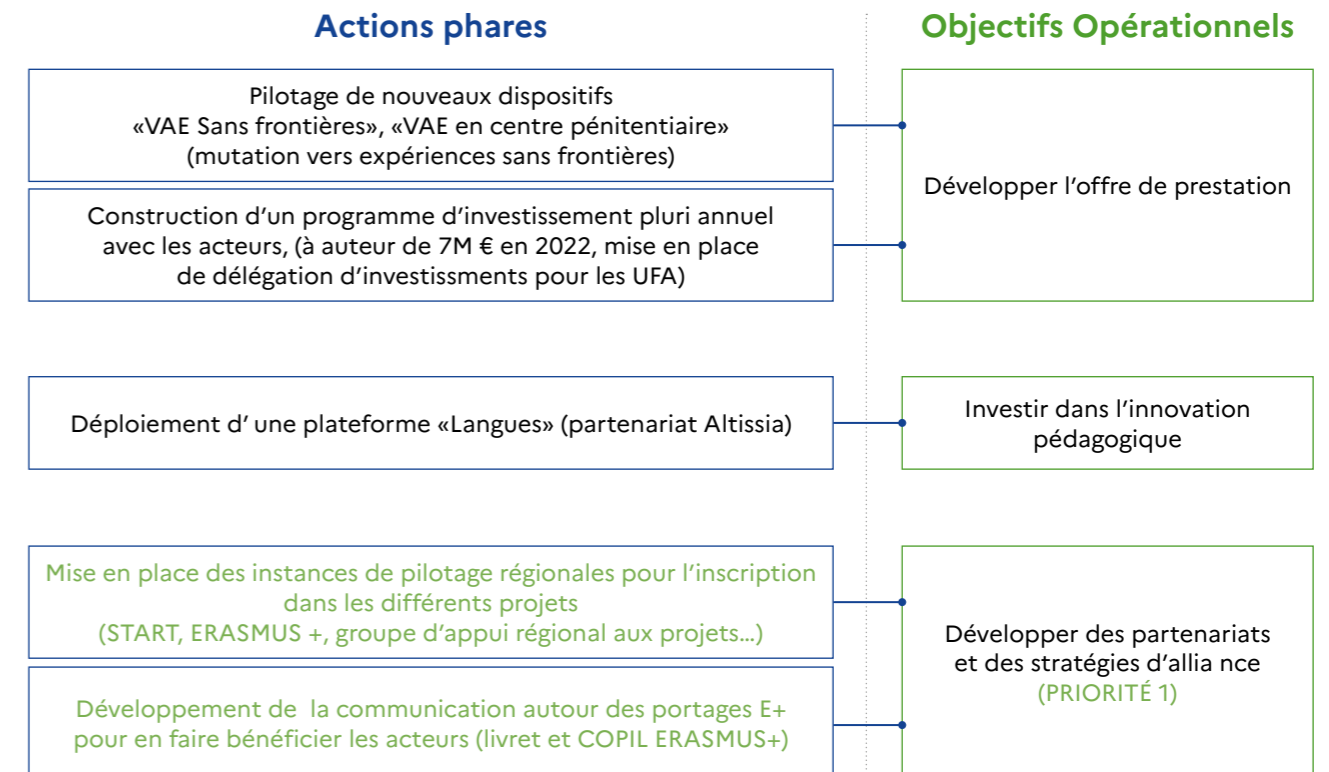 Actions phares
Objectifs Opérationnels
Pilotage de nouveaux dispositifs
«VAE Sans frontières», «VAE en centre pénitentiaire»
(mutation vers expériences sans frontières)
Construction d'un programme d'investissement pluri annuel
avec les acteurs, (à auteur de 7M € en 2022, mise en place
de délégation d'investissments pour les UFA)
Développer l'offre de prestation
Déploiement d' une plateforme «Langues» (partenariat Altissia)
Investir dans l'innovation
pédagogique
Mise en place des instances de pilotage régionales pour l'inscription
dans les différents projets
(START, ERASMUS +, groupe d'appui régional aux projets…)
Développement de la communication autour des portages E+
pour en faire bénéficier les acteurs (livret et COPIL ERASMUS+)
Développer des partenariats
et des stratégies d'allia nce
(PRIORITÉ 1)